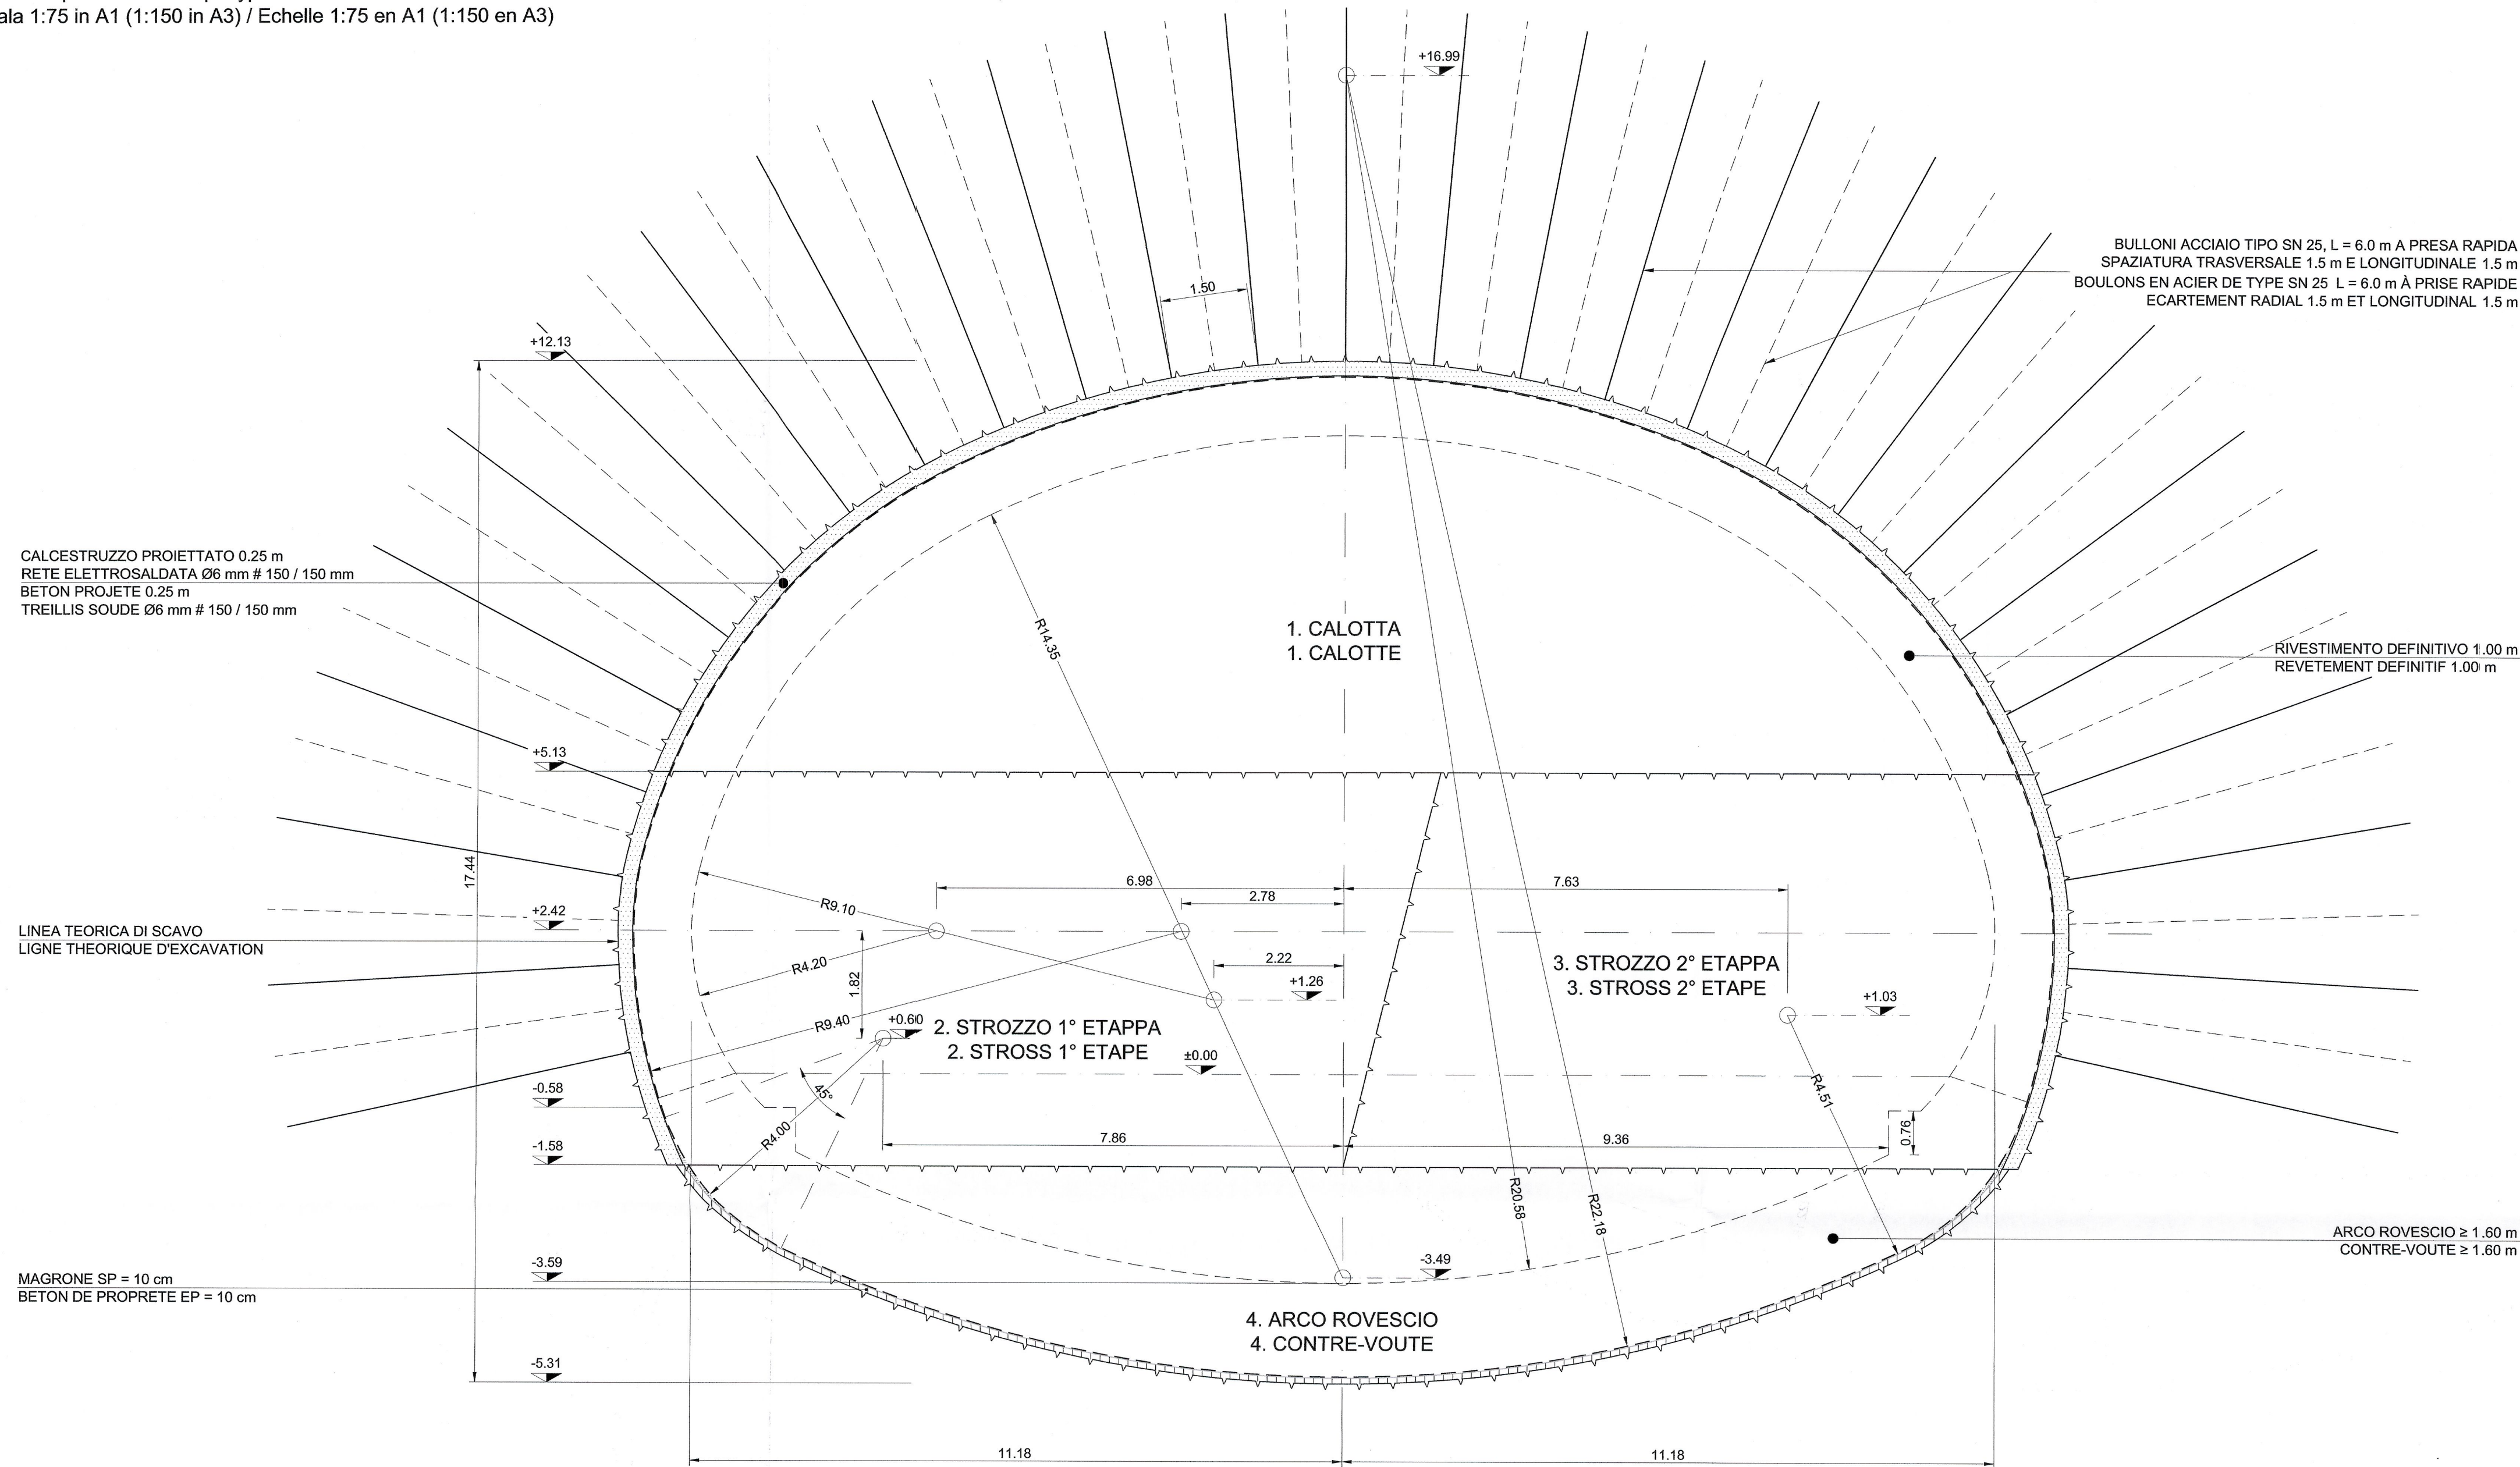 ala 1:75 in A1 (1:150 in A3) / Echelle 1:75 en A1 (1:150 en A3)
+16.99
BULLONI ACCIAIO TIPO SN 25, L = 6.0 m A PRESA RAPIDA
SPAZIATURA TRASVERSALE 1.5 m E LONGITUDINALE 1.5 m
BOULONS EN ACIER DE TYPE SN 25 L = 6.0 m À PRISE RAPIDE
ECARTEMENT RADIAL 1.5 m ET LONGITUDINAL 1.5 m
1.50
+12.13
CALCESTRUZZO PROIETTATO 0.25 m
RETE ELETTROSALDATA Ø6 mm # 150 / 150 mm
BETON PROJETE 0.25 m
TREILLIS SOUDE Ø6 mm # 150 / 150 mm
R14.35
1. CALOTTA
1. CALOTTE
RIVESTIMENTO DEFINITIVO 1.00 m
REVETEMENT DEFINITIF 1.00 m
+5.13
17.44
6.98
7.63
2.78
R9.10
+2.42
LINEA TEORICA DI SCAVO
LIGNE THEORIQUE D'EXCAVATION
R4.20
1.82
2.22
+1.26
3. STROZZO 2° ETAPPA
3. STROSS 2° ETAPE
+1.03
R9.40
+0.60
2. STROZZO 1° ETAPPA
2. STROSS 1° ETAPE
±0.00
-0.58
45°
R4.51
R4.00
7.86
9.36
0.76
-1.58
R20.58
R22.18
ARCO ROVESCIO ≥ 1.60 m
CONTRE-VOUTE ≥ 1.60 m
-3.59
-3.49
MAGRONE SP = 10 cm
BETON DE PROPRETE EP = 10 cm
4. ARCO ROVESCIO
4. CONTRE-VOUTE
-5.31
11.18
11.18